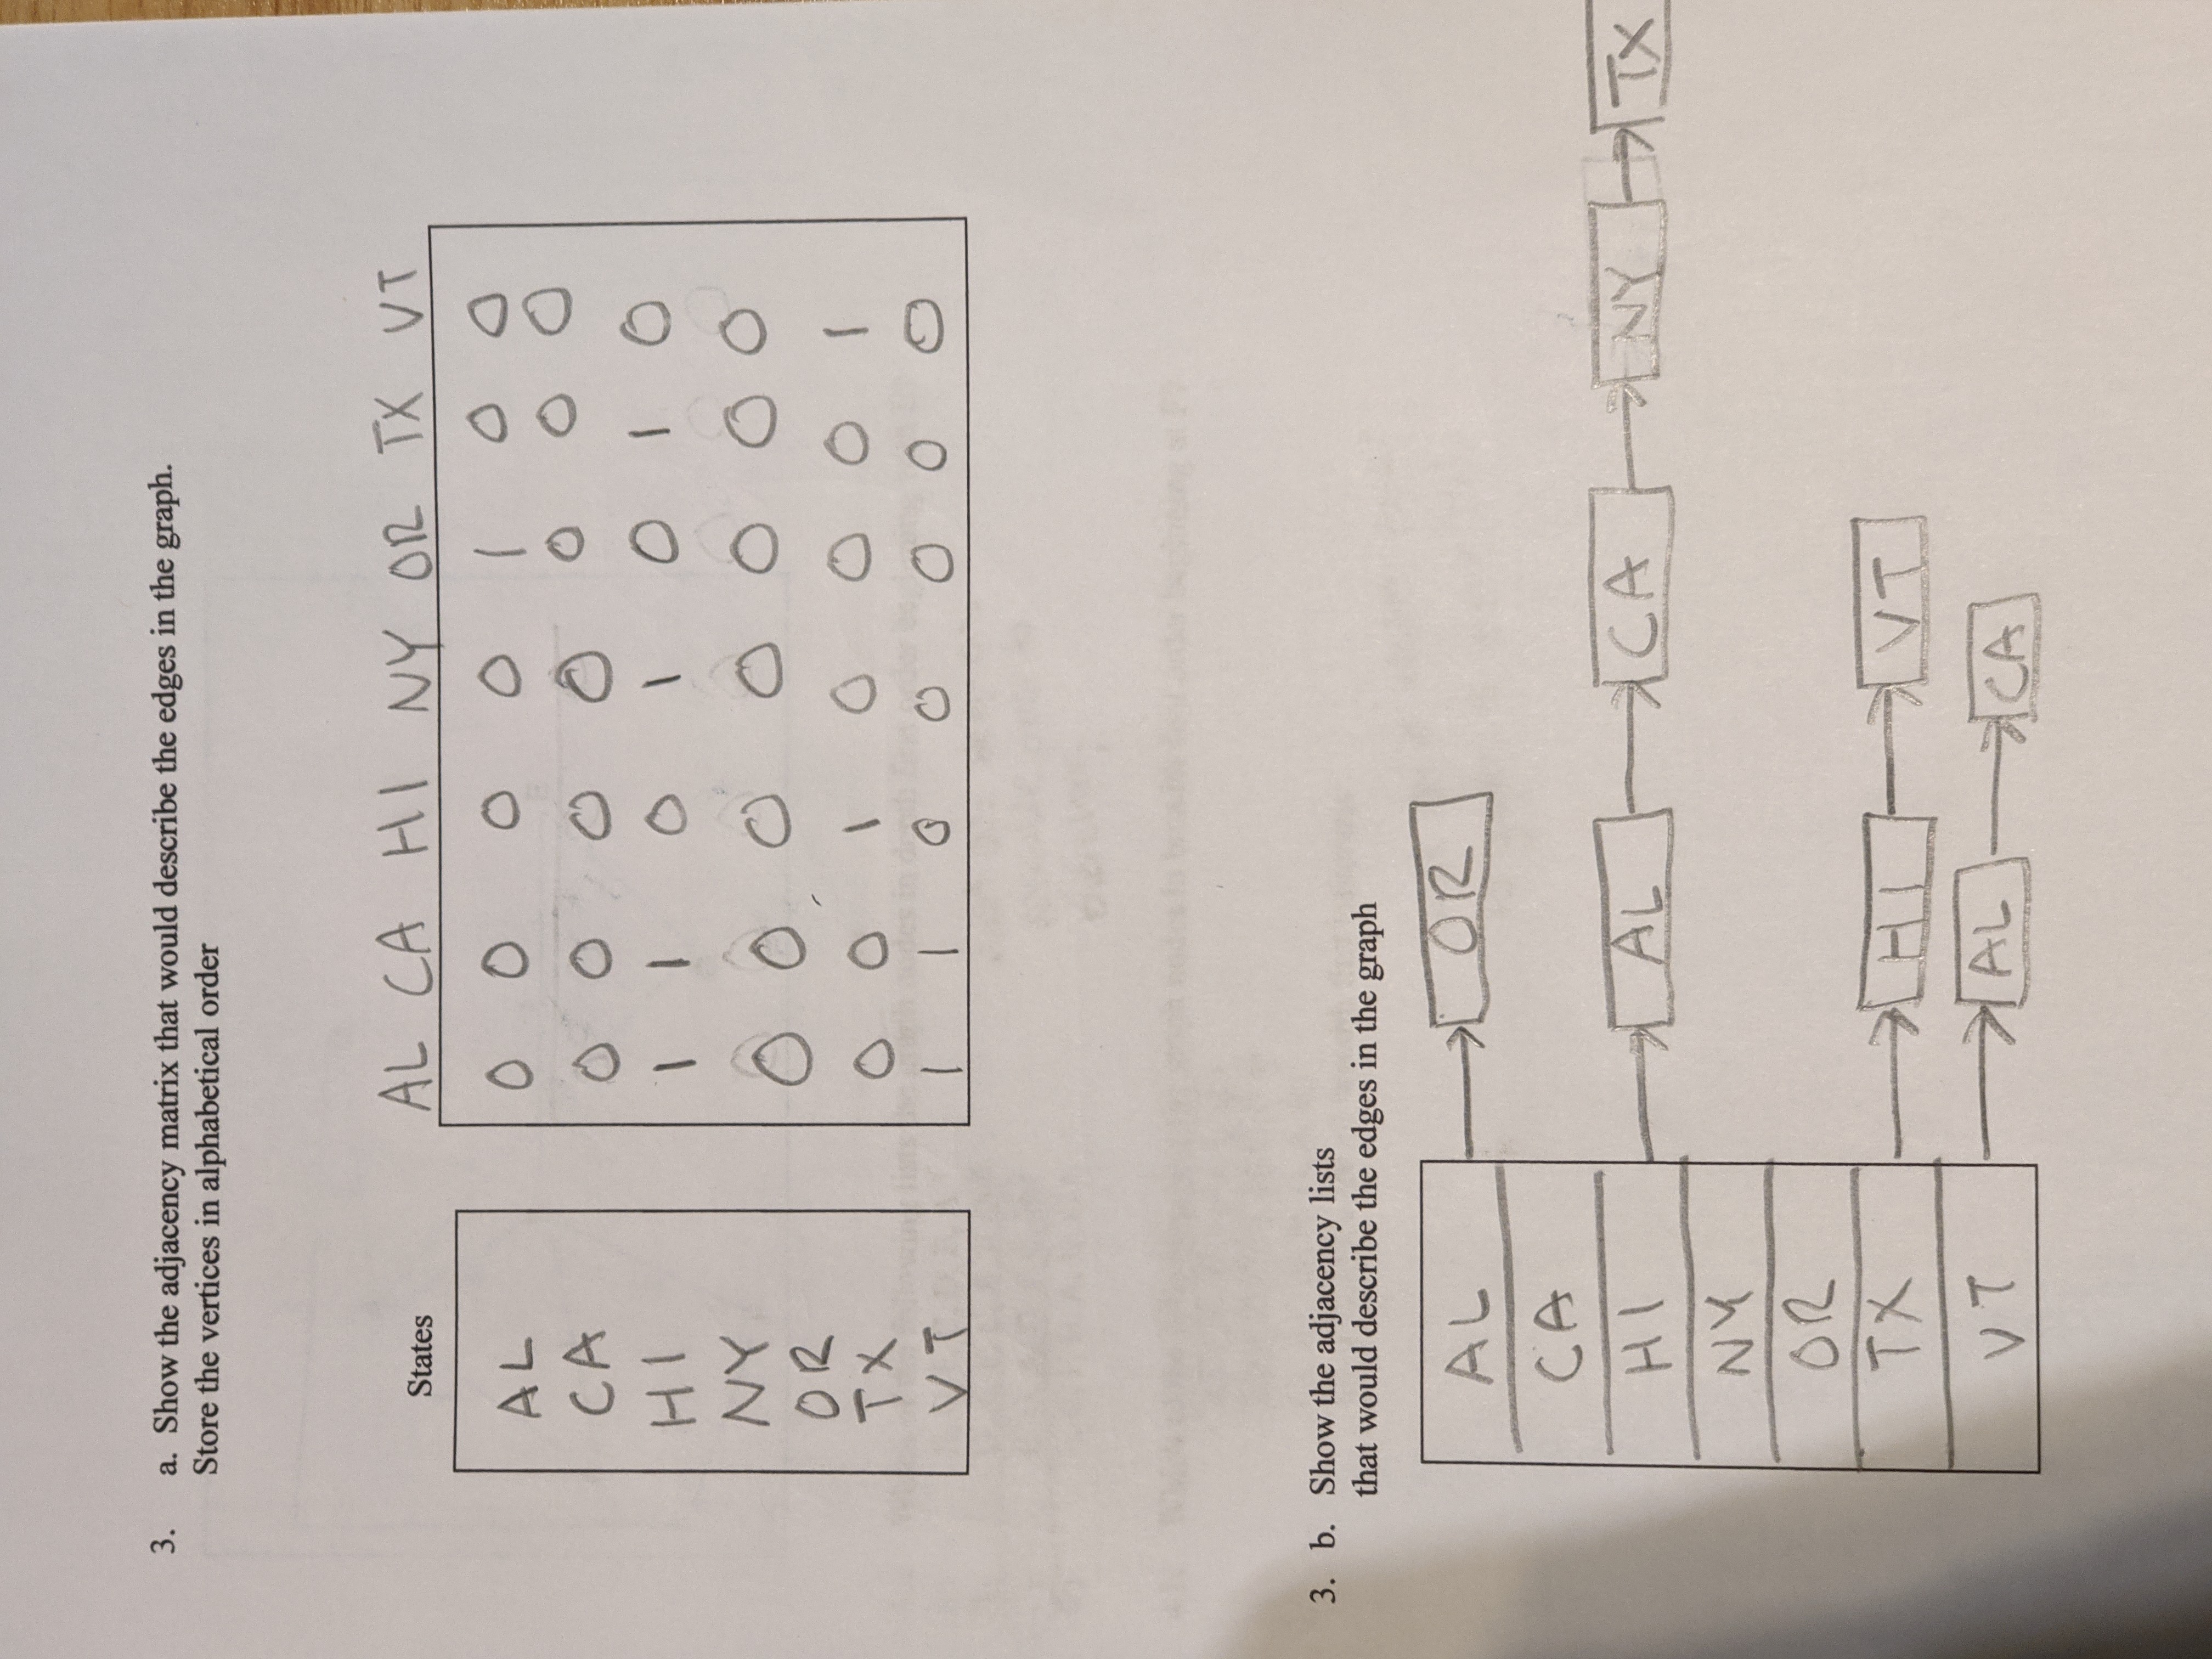 3. a. Show the adjacency matrix that would describe the edges in the graph.
Store the vertices in alphabetical order
States AL CA HI NY OR TX VT
AL 0 0 0 0 1 0 0
CA 0 0 0 0 0 0 0
HI 1 1 0 1 0 1 0
NY 0 0 0 0 0 0 0
OR
TX 0 0 1 0 0 0 1
VT 1 1 0 0 0 0 0
3. b. Show the adjacency lists
that would describe the edges in the graph
AL OR
CA
HI AL CA NY TX
NY
OR
TX HI VT
VT AL CA